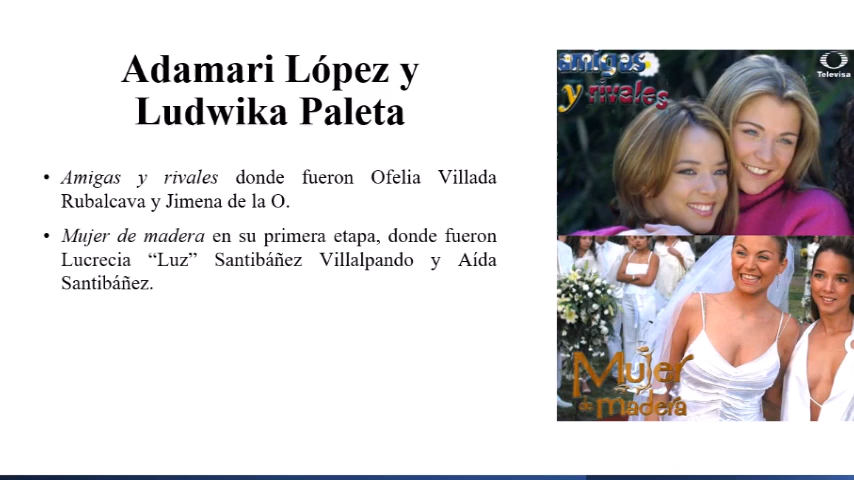 Adamari López y
Ludwika Paleta
• Amigas y rivales donde fueron Ofelia Villada
Rubalcava y Jimena de la O.
• Mujer de madera en su primera etapa, donde fueron
Lucrecia “Luz” Santibáñez Villalpando y Aída
Santibáñez.
amigas
y rivales
Televisa
Mujer
de madera